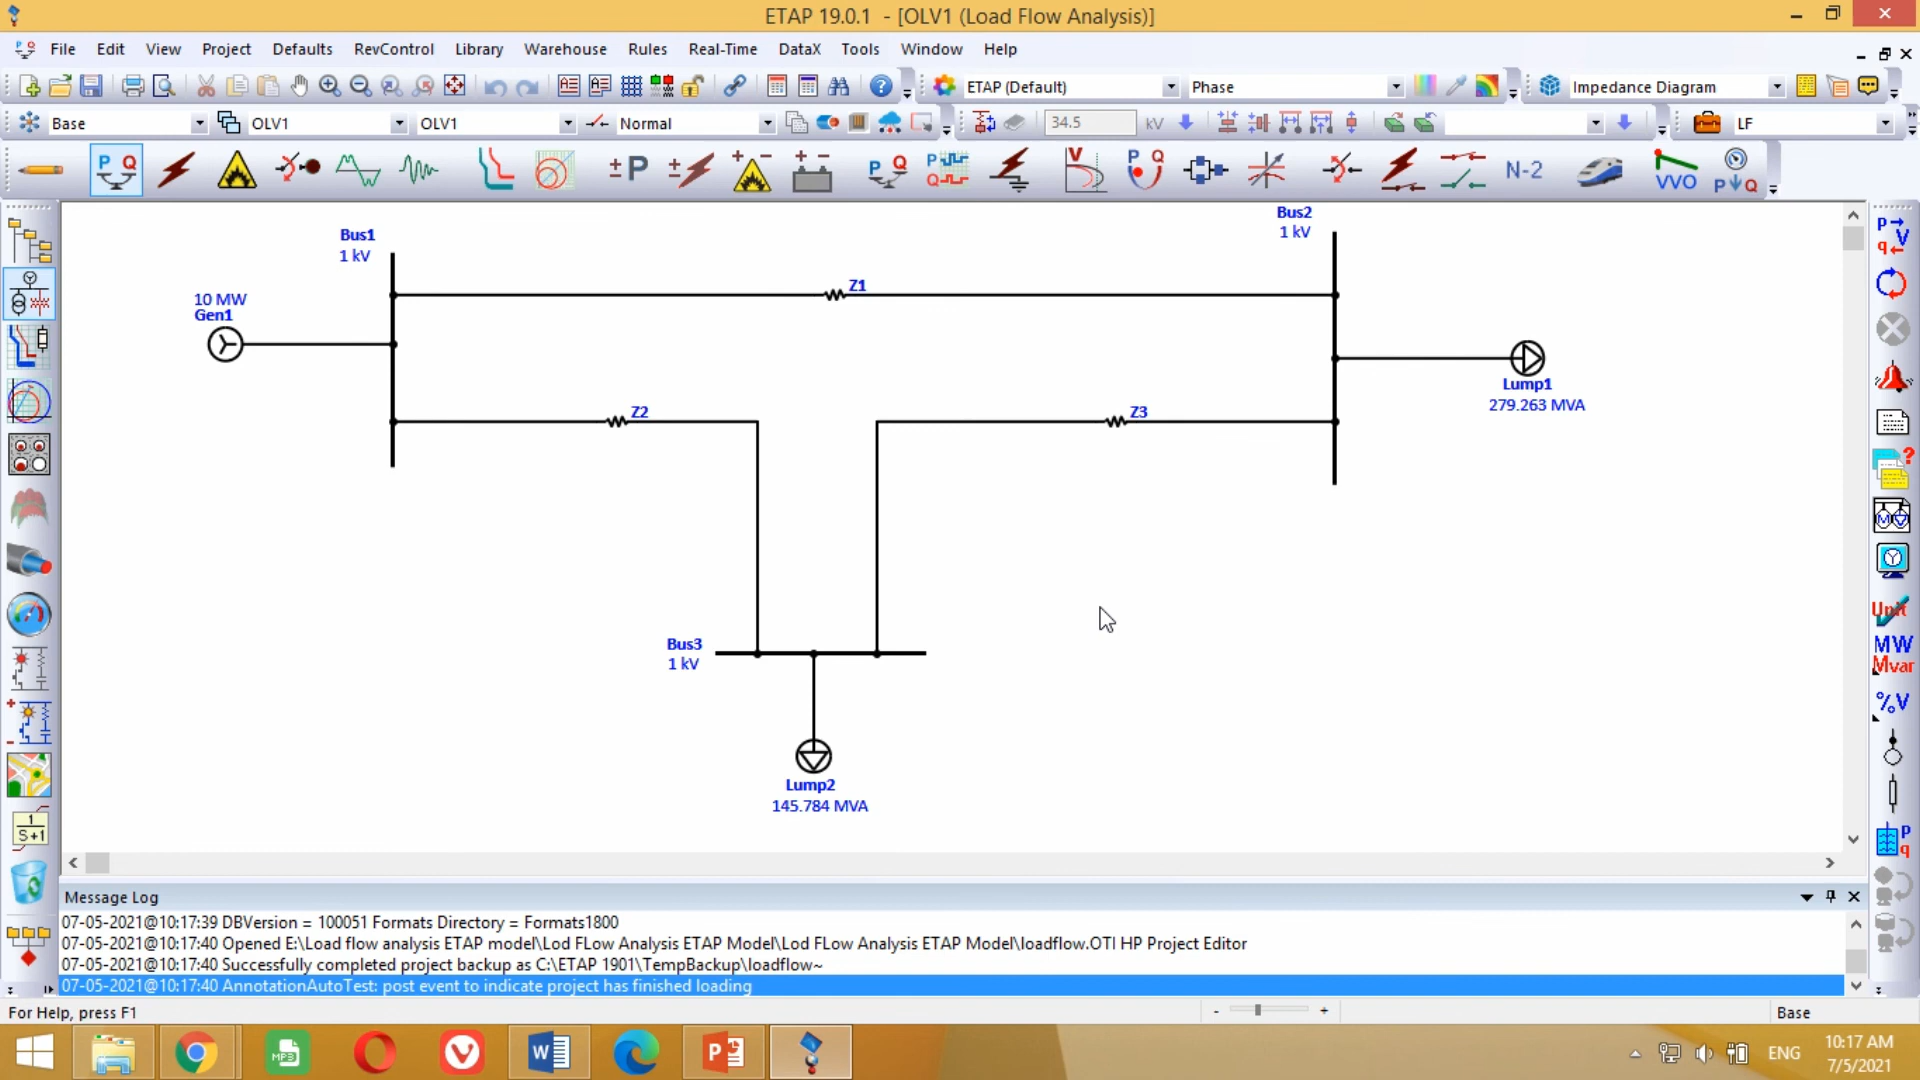 ETAP 19.0.1 - [OLV1 (Load Flow Analysis)]
File Edit View Project Defaults RevControl Library Warehouse Rules Real-Time DataX Tools Window Help
ETAP (Default) Phase Impedance Diagram
Base OLV1 OLV1 Normal 34.5 kV LF
P Q ±P P Q P Q V P Q N-2 VVO P Q
Bus1
1 kV
Bus2
1 kV
Z1
10 MW
Gen1
Z2
Z3
Lump1
279.263 MVA
Bus3
1 kV
Lump2
145.784 MVA
P V
q
?
Unit
MW
Mvar
%V
P
q
1
S+1
Message Log
07-05-2021@10:17:39 DBVersion = 100051 Formats Directory = Formats1800
07-05-2021@10:17:40 Opened E:\Load flow analysis ETAP model\Lod FLow Analysis ETAP Model\Lod FLow Analysis ETAP Model\loadflow.OTI HP Project Editor
07-05-2021@10:17:40 Successfully completed project backup as C:\ETAP 1901\TempBackup\loadflow~
07-05-2021@10:17:40 AnnotationAutoTest: post event to indicate project has finished loading
For Help, press F1
- +
Base
MP3
ENG
10:17 AM
7/5/2021